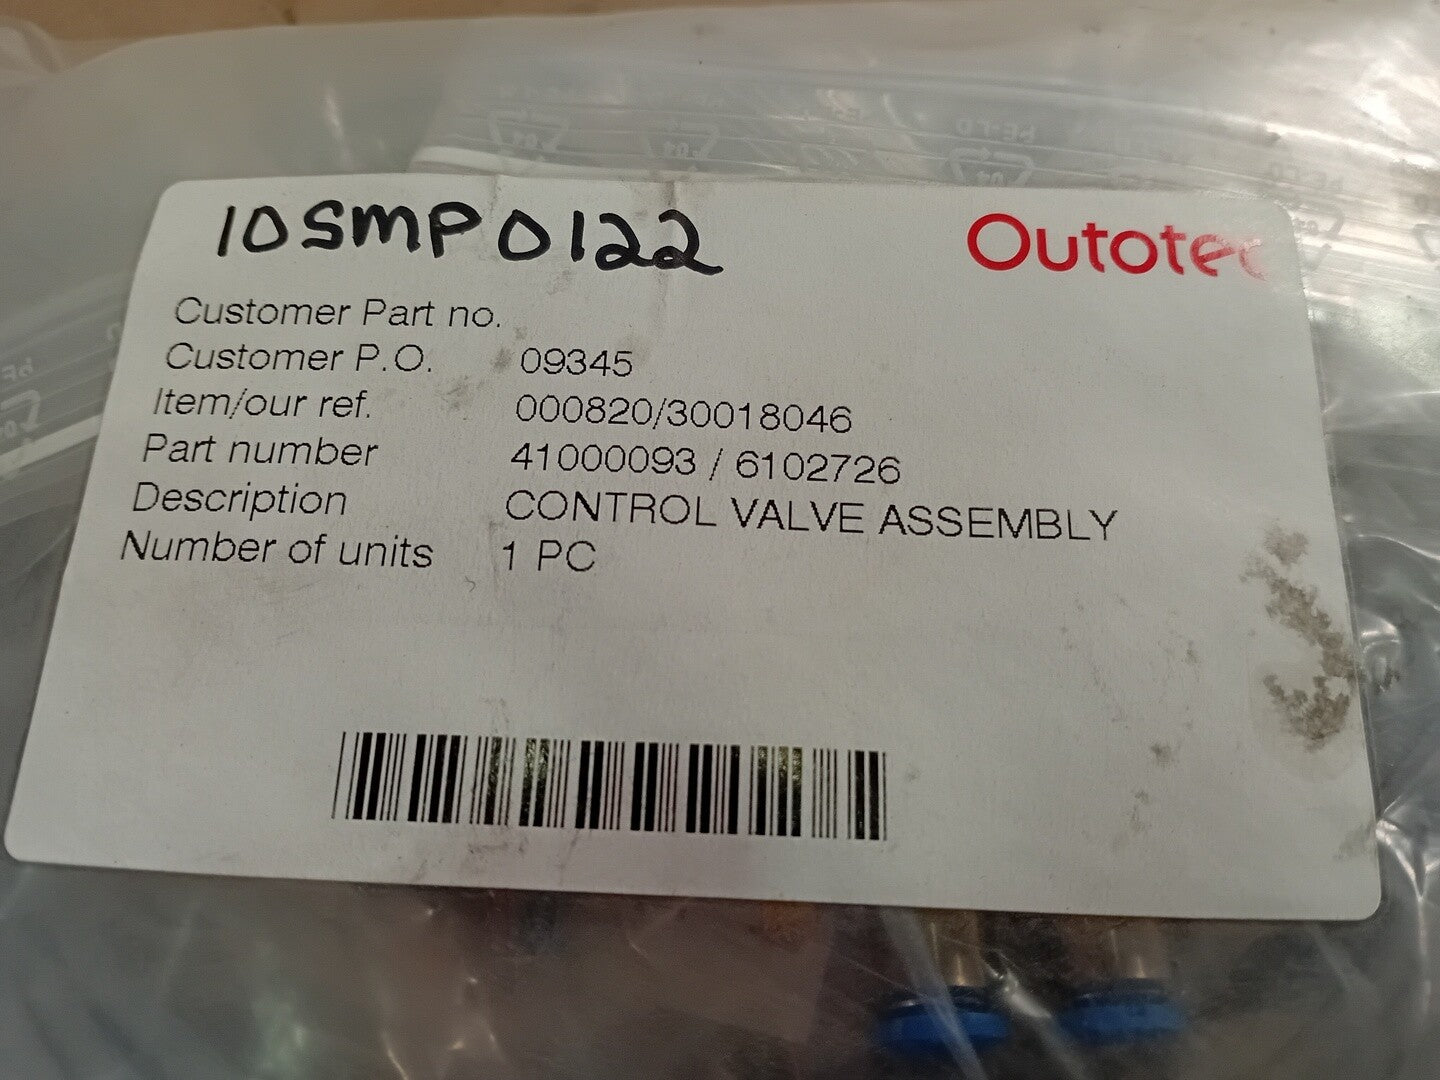 10SMP0122
Outotec
Customer Part no.
Customer P.O. 09345
Item/our ref. 000820/30018046
Part number 41000093 / 6102726
Description CONTROL VALVE ASSEMBLY
Number of units 1 PC